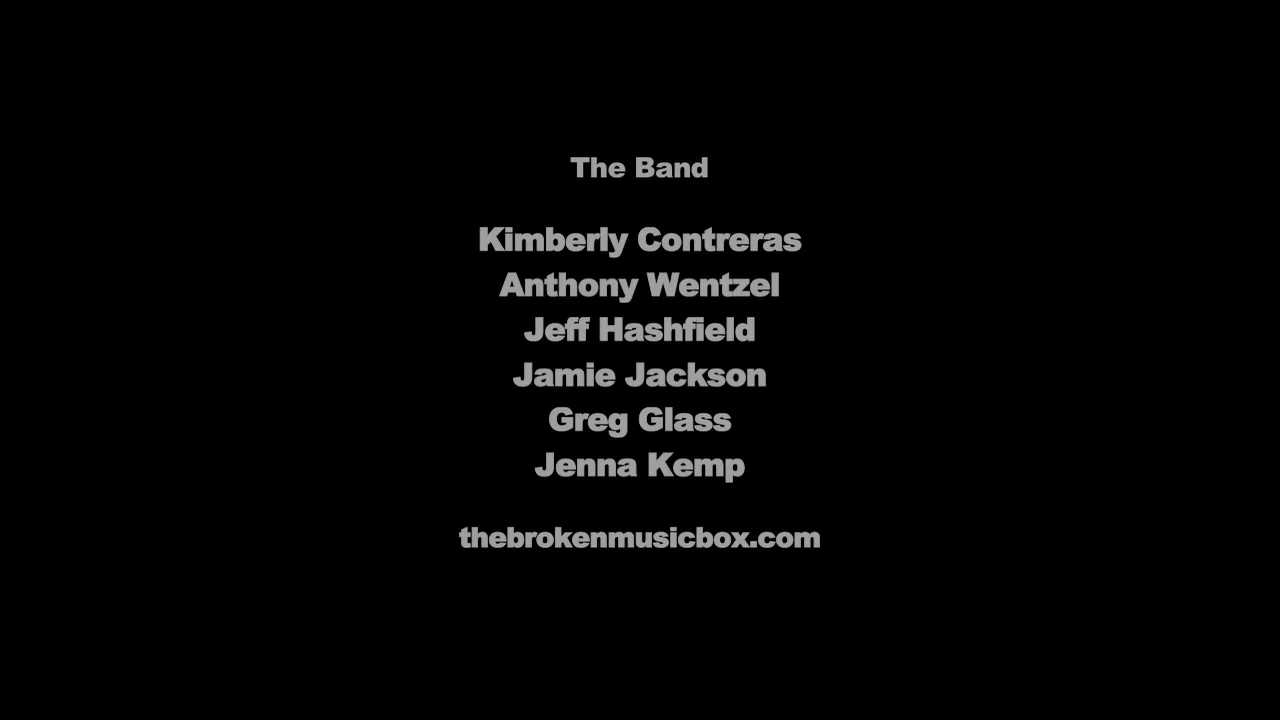 The Band
Kimberly Contreras
Anthony Wentzel
Jeff Hashfield
Jamie Jackson
Greg Glass
Jenna Kemp
thebrokenmusicbox.com